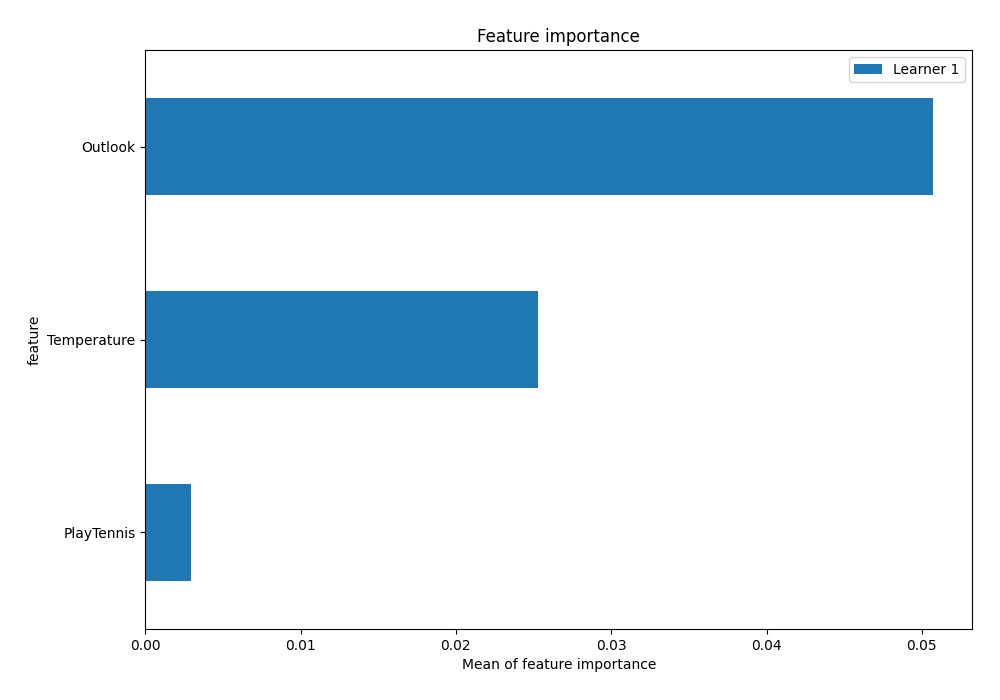 Feature importance
Learner 1
Outlook
Temperature
PlayTennis
feature
0.00 0.01 0.02 0.03 0.04 0.05
Mean of feature importance